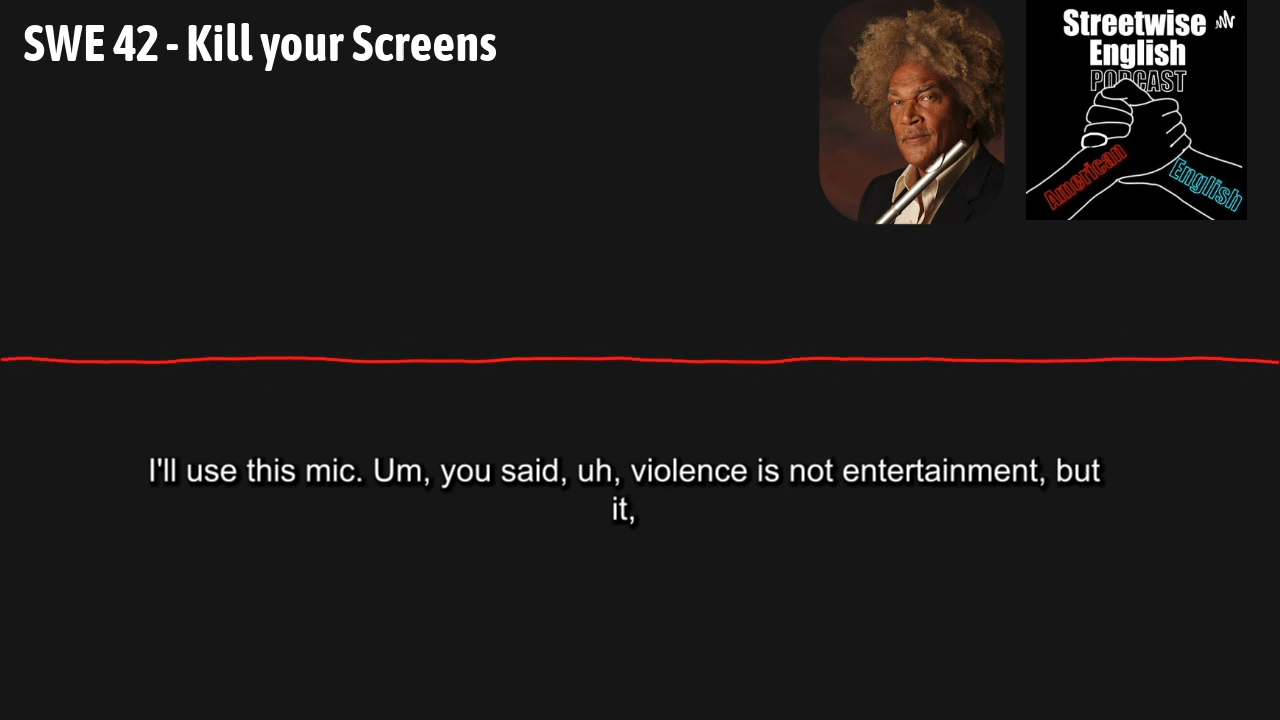 SWE 42 - Kill your Screens
Streetwise
English
PODCAST
American
English
I'll use this mic. Um, you said, uh, violence is not entertainment, but
it,